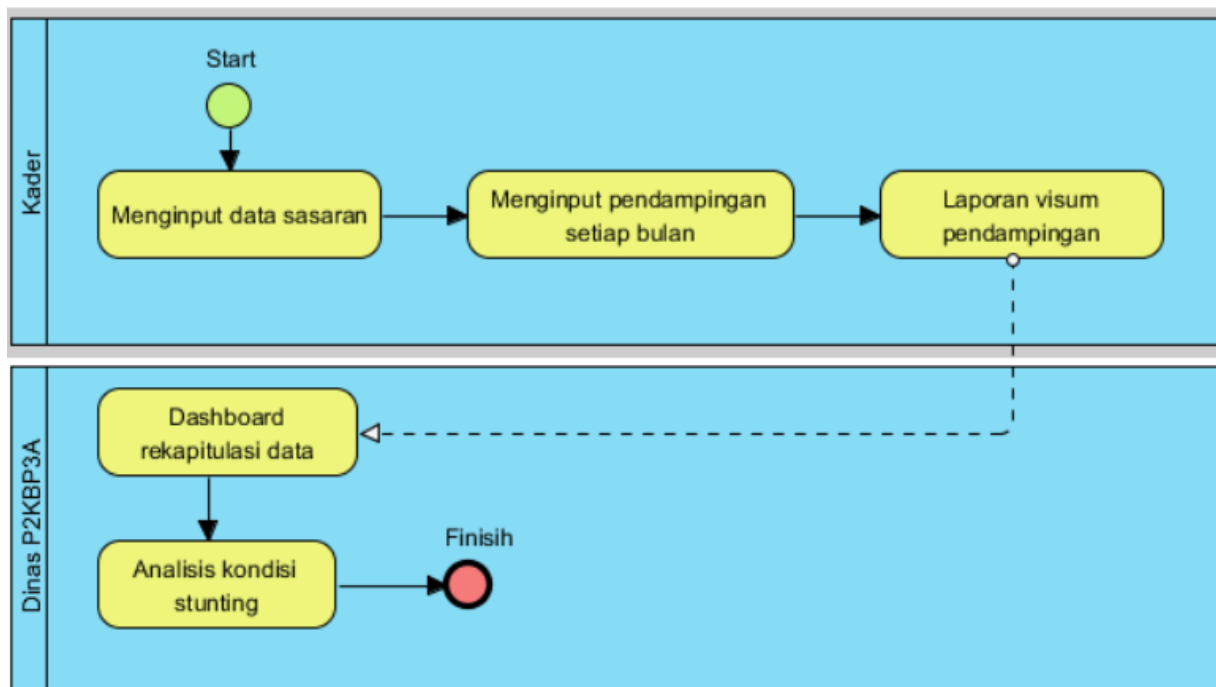 Kader
Start
Menginput data sasaran
Menginput pendampingan
setiap bulan
Laporan visum
pendampingan
Dinas P2KBP3A
Dashboard
rekapitulasi data
Analisis kondisi
stunting
Finisih